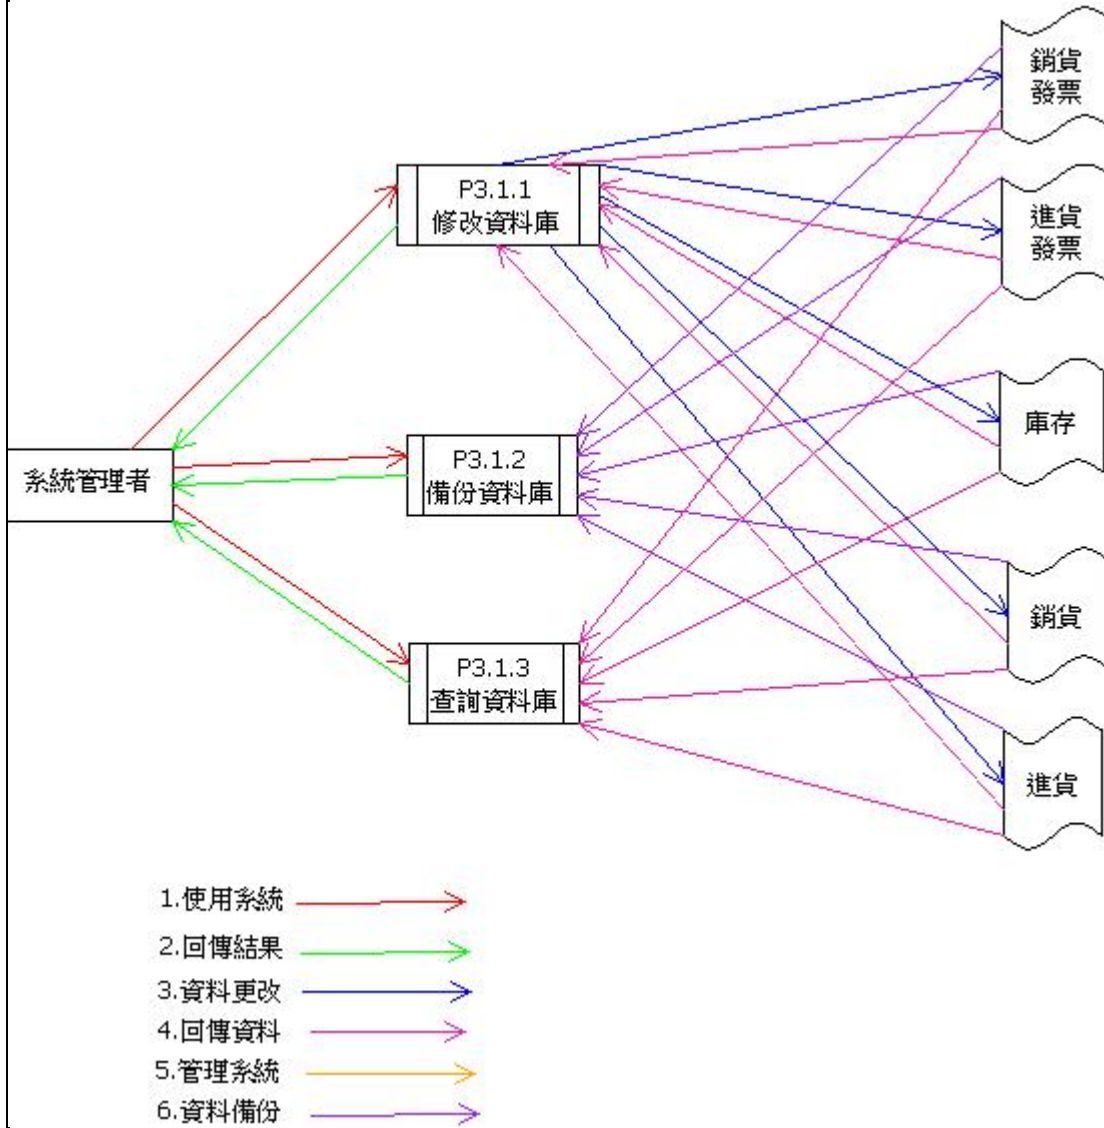 銷貨
發票
P3.1.1
修改資料庫
進貨
發票
庫存
系統管理者
P3.1.2
備份資料庫
銷貨
P3.1.3
查詢資料庫
進貨
1.使用系統
2.回傳結果
3.資料更改
4.回傳資料
5.管理系統
6.資料備份